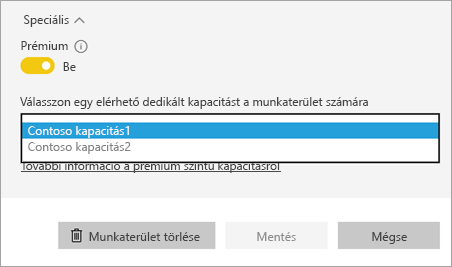 Speciális
Prémium
Be
Válasszon egy elérhető dedikált kapacitást a munkaterület számára
Contoso kapacitás1
Contoso kapacitás2
További információ a prémium szintű kapacitásról
Munkaterület törlése
Mentés
Mégse